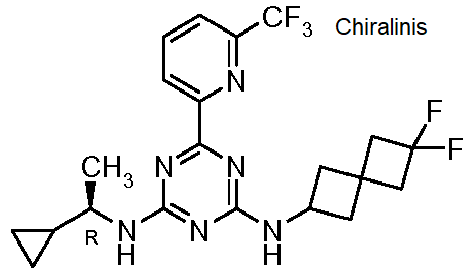 CF3 Chiralinis
N
F
CH3 N N F
R N H N N H